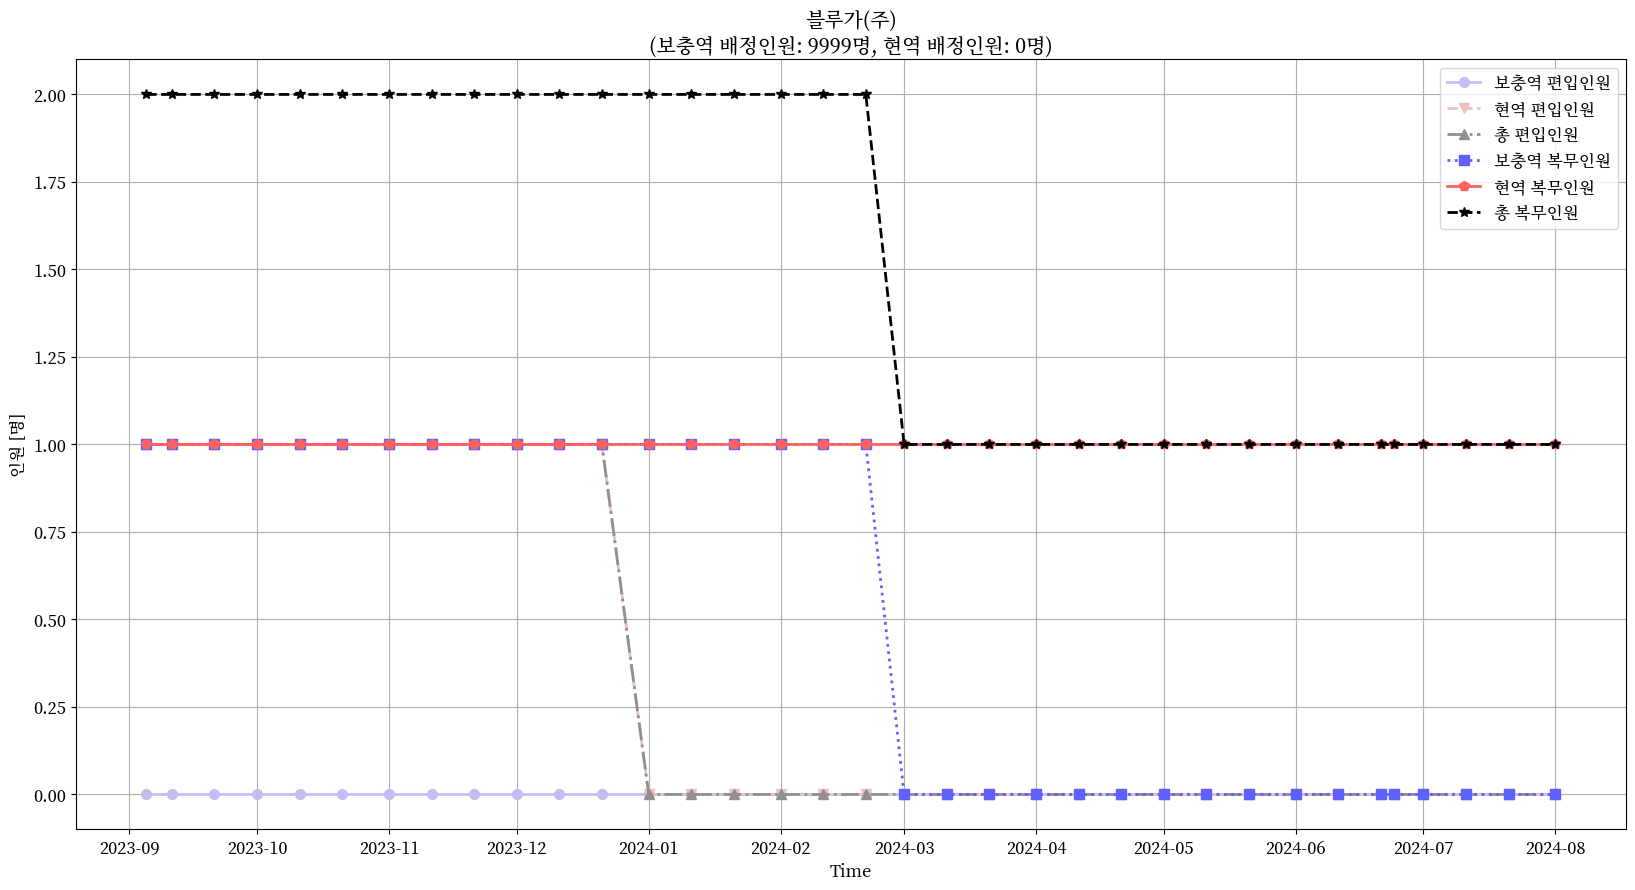 블루가(주)
(보충역 배정인원: 9999명, 현역 배정인원: 0명)
보충역 편입인원
현역 편입인원
총 편입인원
보충역 복무인원
현역 복무인원
총 복무인원
2.00
1.75
1.50
1.25
1.00
0.75
0.50
0.25
0.00
인원 [명]
2023-09 2023-10 2023-11 2023-12 2024-01 2024-02 2024-03 2024-04 2024-05 2024-06 2024-07 2024-08
Time